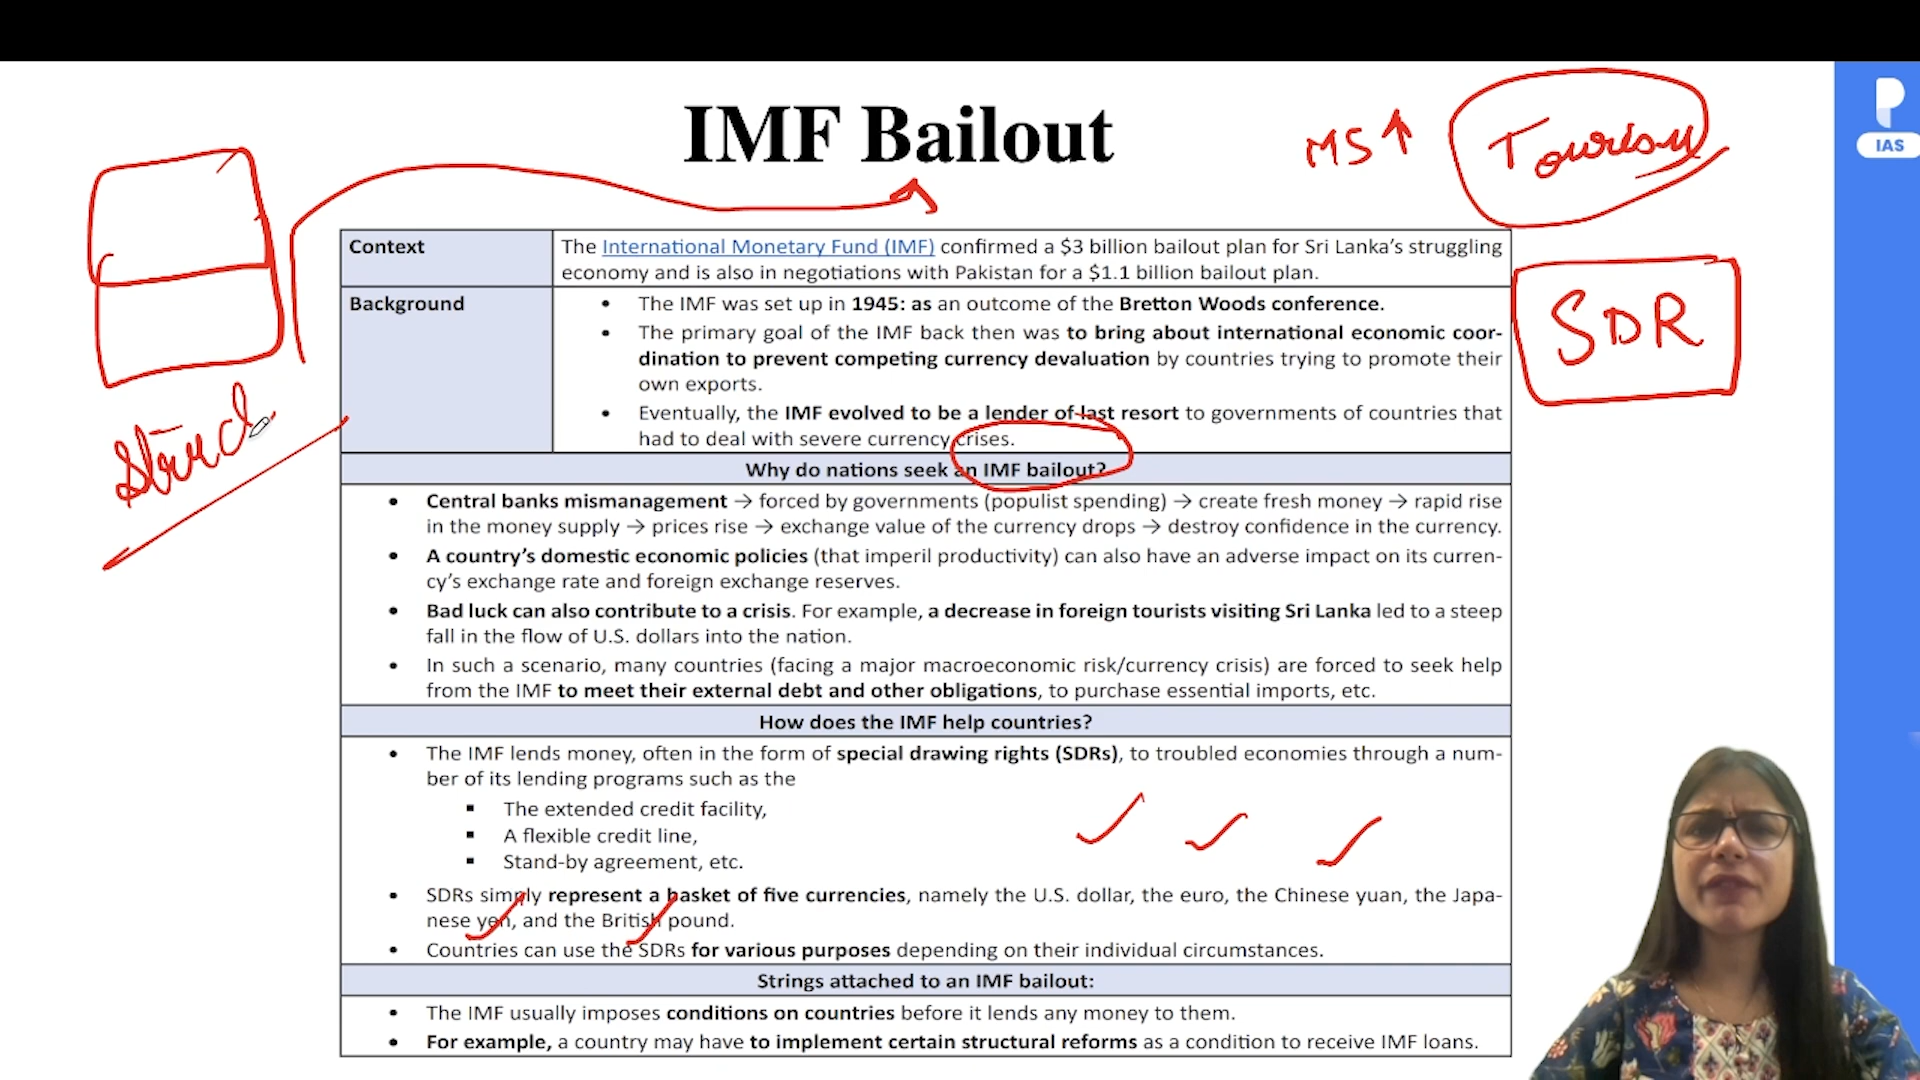 IMF Bailout
MS↑
Tourism
IAS
Context
The International Monetary Fund (IMF) confirmed a $3 billion bailout plan for Sri Lanka's struggling
economy and is also in negotiations with Pakistan for a $1.1 billion bailout plan.
SDR
Background
• The IMF was set up in 1945: as an outcome of the Bretton Woods conference.
• The primary goal of the IMF back then was to bring about international economic coor-
dination to prevent competing currency devaluation by countries trying to promote their
own exports.
• Eventually, the IMF evolved to be a lender of last resort to governments of countries that
had to deal with severe currency crises.
Why do nations seek an IMF bailout?
• Central banks mismanagement → forced by governments (populist spending) → create fresh money → rapid rise
in the money supply → prices rise → exchange value of the currency drops → destroy confidence in the currency.
• A country's domestic economic policies (that imperil productivity) can also have an adverse impact on its curren-
cy's exchange rate and foreign exchange reserves.
• Bad luck can also contribute to a crisis. For example, a decrease in foreign tourists visiting Sri Lanka led to a steep
fall in the flow of U.S. dollars into the nation.
• In such a scenario, many countries (facing a major macroeconomic risk/currency crisis) are forced to seek help
from the IMF to meet their external debt and other obligations, to purchase essential imports, etc.
How does the IMF help countries?
• The IMF lends money, often in the form of special drawing rights (SDRs), to troubled economies through a num-
ber of its lending programs such as the
▪ The extended credit facility,
▪ A flexible credit line,
▪ Stand-by agreement, etc.
• SDRs simply represent a basket of five currencies, namely the U.S. dollar, the euro, the Chinese yuan, the Japa-
nese yen, and the British pound.
• Countries can use the SDRs for various purposes depending on their individual circumstances.
Strings attached to an IMF bailout:
• The IMF usually imposes conditions on countries before it lends any money to them.
• For example, a country may have to implement certain structural reforms as a condition to receive IMF loans.